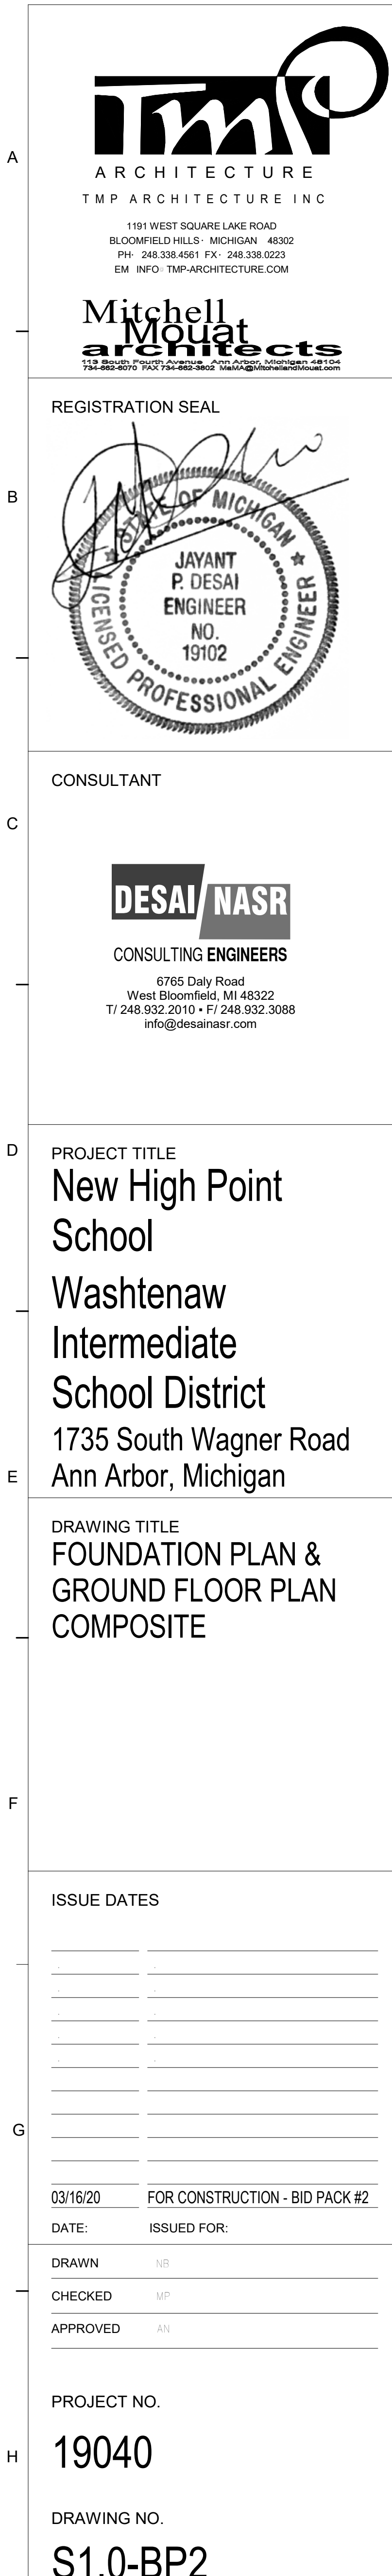 Tmp
ARCHITECTURE
TMP ARCHITECTURE INC
1191 WEST SQUARE LAKE ROAD
BLOOMFIELD HILLS· MICHIGAN 48302
PH· 248.338.4561 FX· 248.338.0223
EM INFO○ TMP-ARCHITECTURE.COM
Mitchell
Mouat
architects
113 South Fourth Avenue Ann Arbor, Michigan 48104
734-662-6070 FAX 734-662-3802 MaMA@MitchellandMouat.com
A
REGISTRATION SEAL
B
STATE OF MICHIGAN
JAYANT
P. DESAI
ENGINEER
NO.
19102
LICENSED PROFESSIONAL ENGINEER
CONSULTANT
C
DESAI NASR
CONSULTING ENGINEERS
6765 Daly Road
West Bloomfield, MI 48322
T/ 248.932.2010 ▪ F/ 248.932.3088
info@desainasr.com
D
PROJECT TITLE
New High Point
School
Washtenaw
Intermediate
School District
1735 South Wagner Road
Ann Arbor, Michigan
E
DRAWING TITLE
FOUNDATION PLAN &
GROUND FLOOR PLAN
COMPOSITE
F
ISSUE DATES
G
03/16/20 FOR CONSTRUCTION - BID PACK #2
DATE: ISSUED FOR:
DRAWN NB
CHECKED MP
APPROVED AN
PROJECT NO.
19040
H
DRAWING NO.
S1.0-BP2